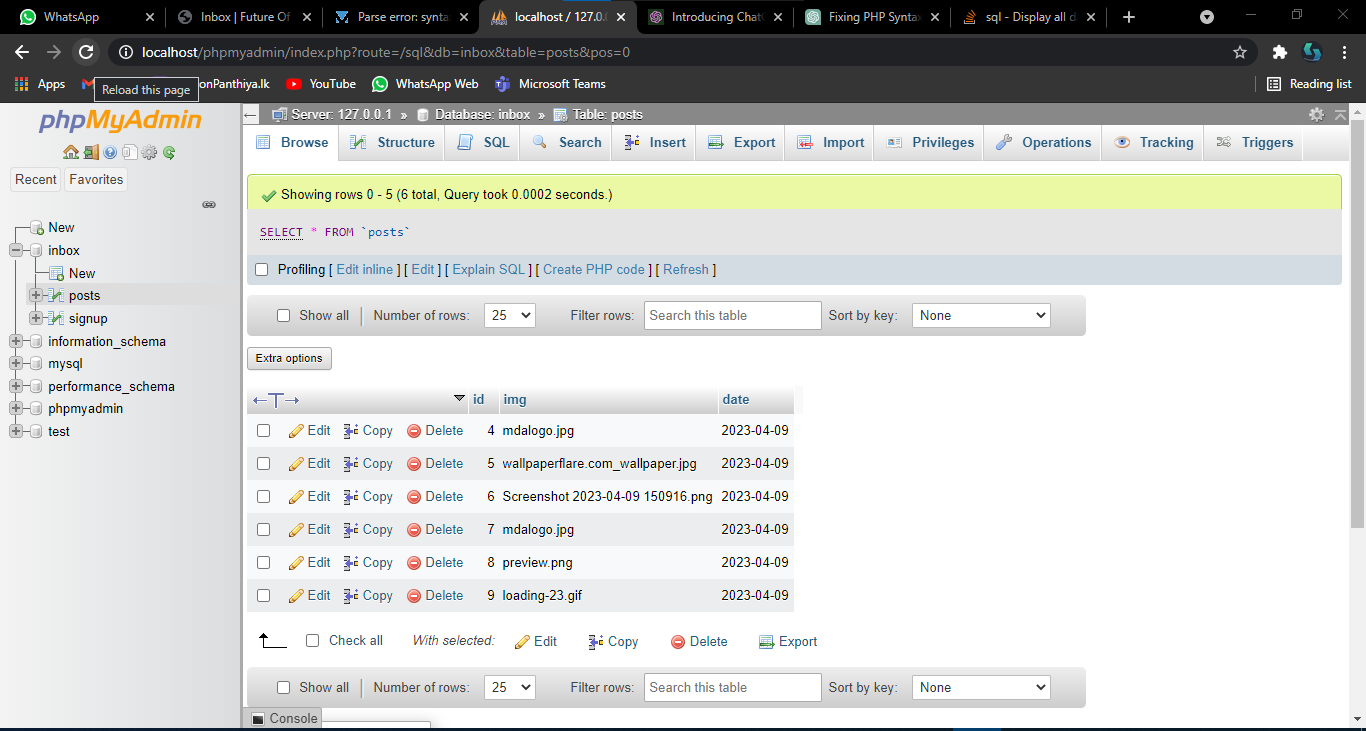 WhatsApp
Inbox | Future Of
Parse error: synta
localhost / 127.0.
Introducing Chat
Fixing PHP Synta
sql - Display all d
localhost/phpmyadmin/index.php?route=/sql&db=inbox&table=posts&pos=0
Apps
onPanthiya.lk
YouTube
WhatsApp Web
Microsoft Teams
Reading list
Reload this page
phpMyAdmin
Recent
Favorites
New
inbox
New
posts
signup
information_schema
mysql
performance_schema
phpmyadmin
test
Server: 127.0.0.1 » Database: inbox » Table: posts
Browse Structure SQL Search Insert Export Import Privileges Operations Tracking Triggers
Showing rows 0 - 5 (6 total, Query took 0.0002 seconds.)
SELECT * FROM `posts`
Profiling [ Edit inline ] [ Edit ] [ Explain SQL ] [ Create PHP code ] [ Refresh ]
Show all | Number of rows: 25 Filter rows: Search this table Sort by key: None
Extra options
id img date
Edit Copy Delete 4 mdalogo.jpg 2023-04-09
Edit Copy Delete 5 wallpaperflare.com_wallpaper.jpg 2023-04-09
Edit Copy Delete 6 Screenshot 2023-04-09 150916.png 2023-04-09
Edit Copy Delete 7 mdalogo.jpg 2023-04-09
Edit Copy Delete 8 preview.png 2023-04-09
Edit Copy Delete 9 loading-23.gif 2023-04-09
Check all With selected: Edit Copy Delete Export
Show all | Number of rows: 25 Filter rows: Search this table Sort by key: None
Console